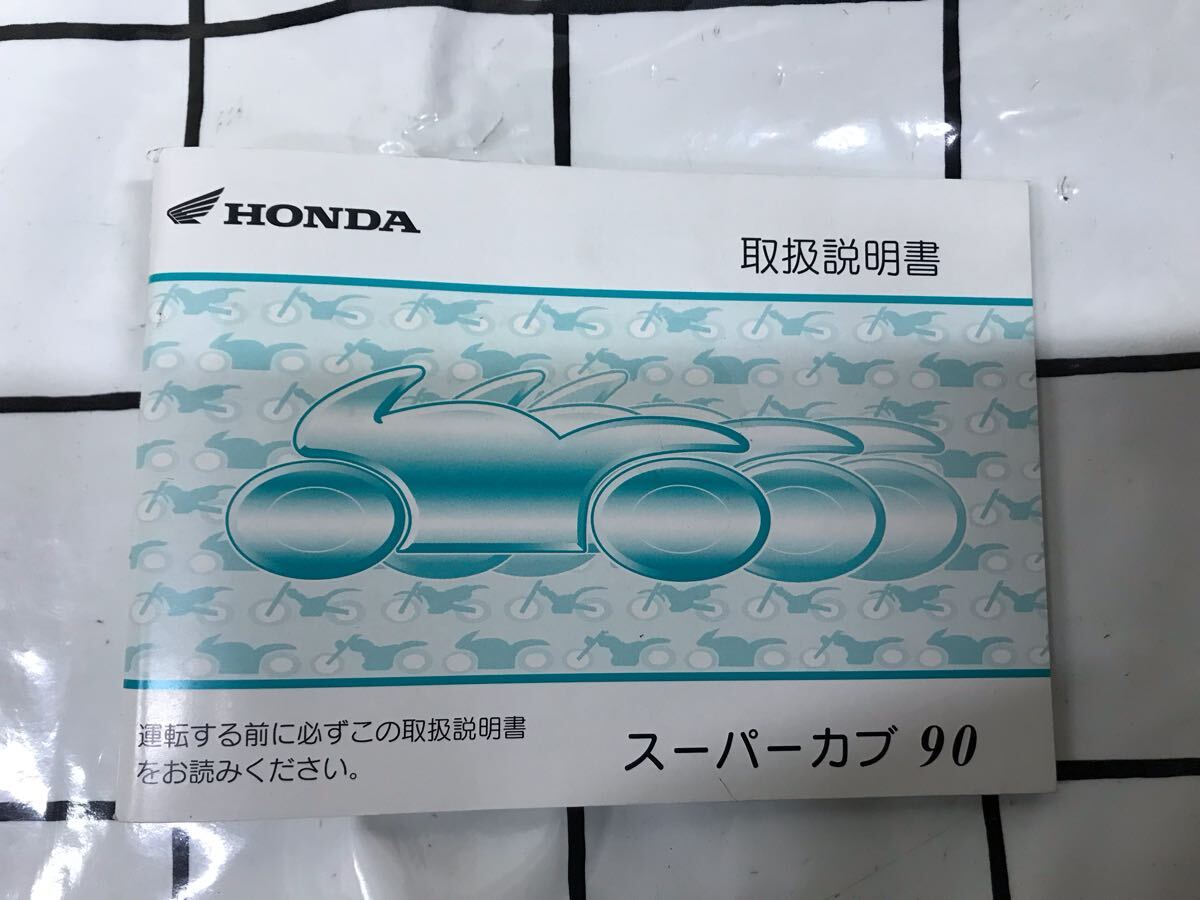 HONDA
取扱説明書
運転する前に必ずこの取扱説明書
をお読みください。
スーパーカブ 90